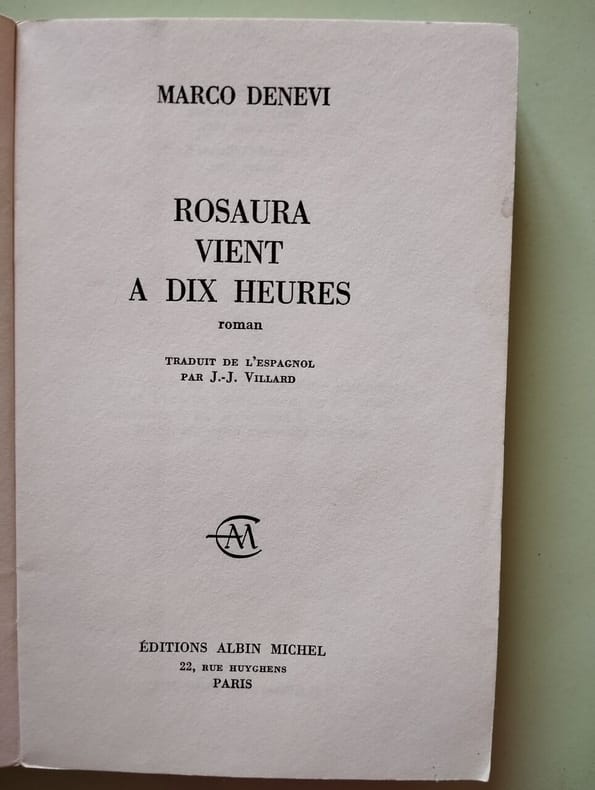 MARCO DENEVI
ROSAURA
VIENT
A DIX HEURES
roman
TRADUIT DE L'ESPAGNOL
PAR J.-J. VILLARD
AM
ÉDITIONS ALBIN MICHEL
22, RUE HUYGHENS
PARIS